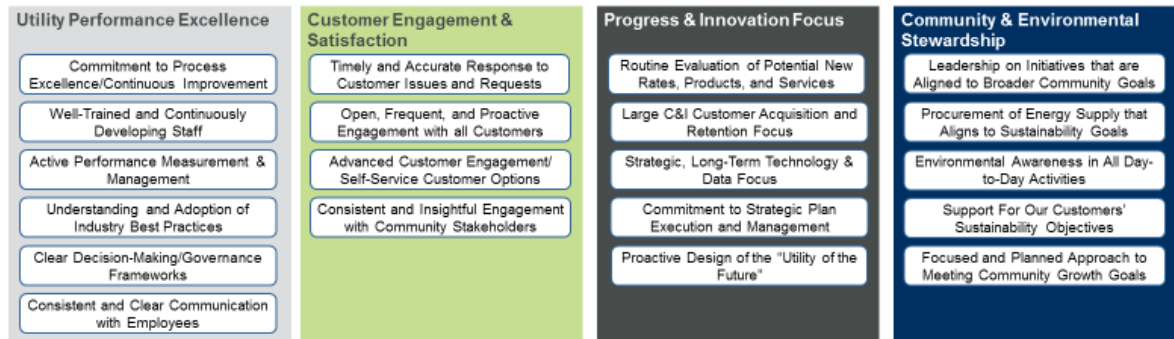 Utility Performance Excellence
Commitment to Process
Excellence/Continuous Improvement
Well-Trained and Continuously
Developing Staff
Active Performance Measurement &
Management
Understanding and Adoption of
Industry Best Practices
Clear Decision-Making/Governance
Frameworks
Consistent and Clear Communication
with Employees
Customer Engagement &
Satisfaction
Timely and Accurate Response to
Customer Issues and Requests
Open, Frequent, and Proactive
Engagement with all Customers
Advanced Customer Engagement/
Self-Service Customer Options
Consistent and Insightful Engagement
with Community Stakeholders
Progress & Innovation Focus
Routine Evaluation of Potential New
Rates, Products, and Services
Large C&I Customer Acquisition and
Retention Focus
Strategic, Long-Term Technology &
Data Focus
Commitment to Strategic Plan
Execution and Management
Proactive Design of the "Utility of the
Future"
Community & Environmental
Stewardship
Leadership on Initiatives that are
Aligned to Broader Community Goals
Procurement of Energy Supply that
Aligns to Sustainability Goals
Environmental Awareness in All Day-
to-Day Activities
Support For Our Customers'
Sustainability Objectives
Focused and Planned Approach to
Meeting Community Growth Goals